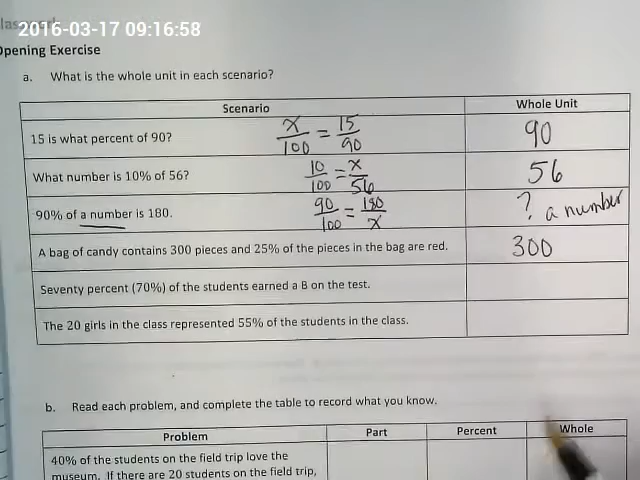 2016-03-17 09:16:58
Opening Exercise
a. What is the whole unit in each scenario?
Scenario Whole Unit
15 is what percent of 90? x/100 = 15/90 90
What number is 10% of 56? 10/100 = x/56 56
90% of a number is 180. 90/100 = 180/x ? a number
A bag of candy contains 300 pieces and 25% of the pieces in the bag are red. 300
Seventy percent (70%) of the students earned a B on the test.
The 20 girls in the class represented 55% of the students in the class.
b. Read each problem, and complete the table to record what you know.
Problem Part Percent Whole
40% of the students on the field trip love the
museum. If there are 20 students on the field trip,